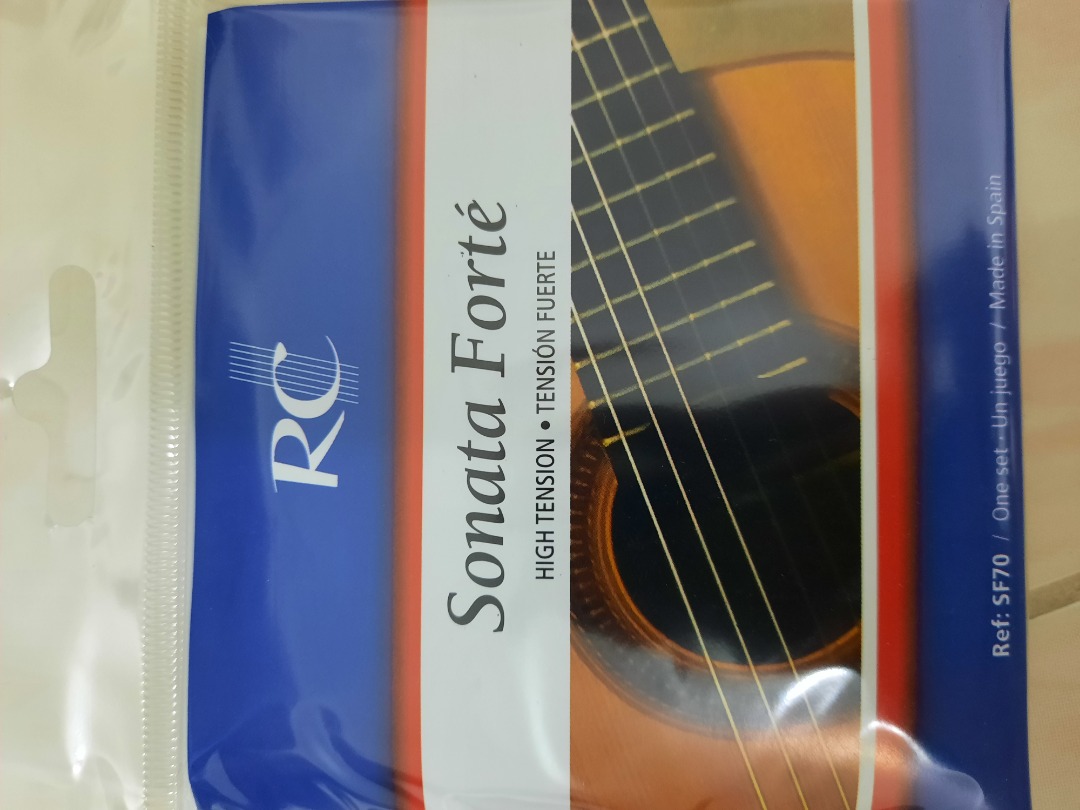 RC
Sonata Forté
HIGH TENSION • TENSIÓN FUERTE
Ref: SF70 / One set · Un juego / Made in Spain